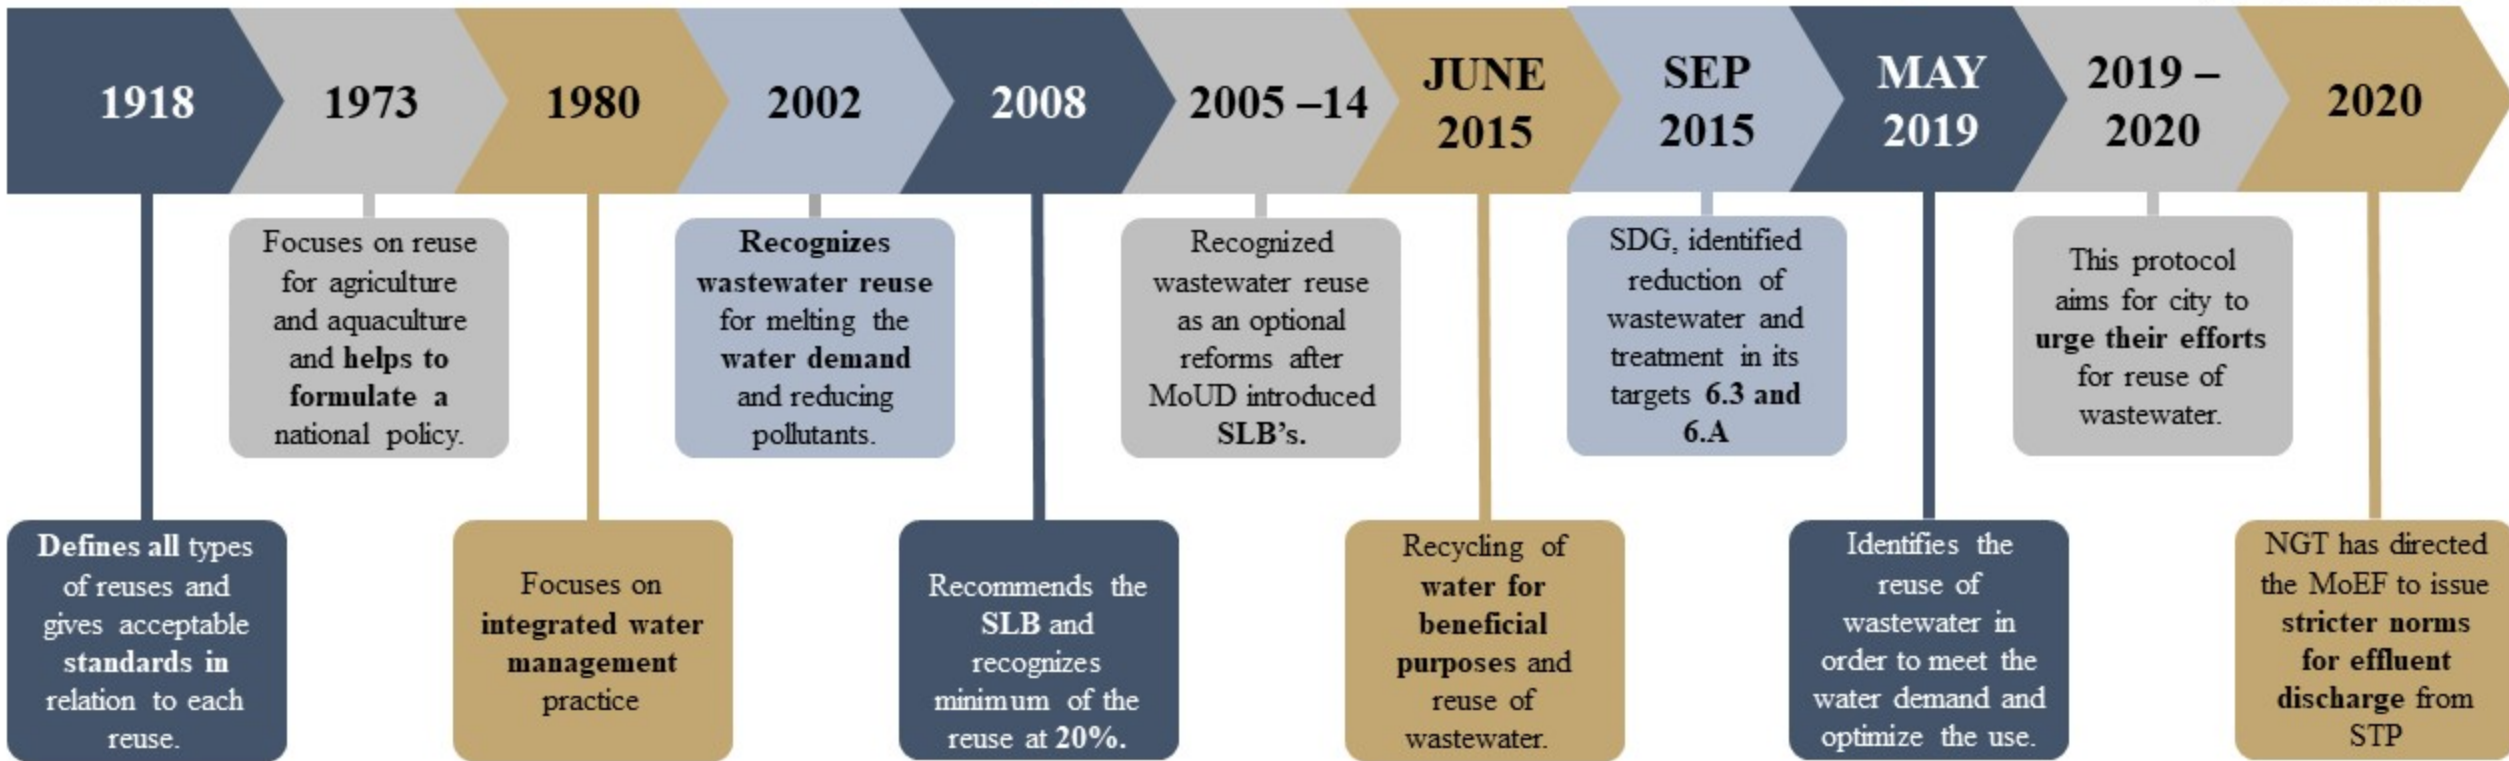 1918
1973
1980
2002
2008
2005 –14
JUNE
2015
SEP
2015
MAY
2019
2019 –
2020
2020
Focuses on reuse
for agriculture
and aquaculture
and helps to
formulate a
national policy.
Recognizes
wastewater reuse
for melting the
water demand
and reducing
pollutants.
Recognized
wastewater reuse
as an optional
reforms after
MoUD introduced
SLB’s.
SDG, identified
reduction of
wastewater and
treatment in its
targets 6.3 and
6.A
This protocol
aims for city to
urge their efforts
for reuse of
wastewater.
Defines all types
of reuses and
gives acceptable
standards in
relation to each
reuse.
Focuses on
integrated water
management
practice
Recommends the
SLB and
recognizes
minimum of the
reuse at 20%.
Recycling of
water for
beneficial
purposes and
reuse of
wastewater.
Identifies the
reuse of
wastewater in
order to meet the
water demand and
optimize the use.
NGT has directed
the MoEF to issue
stricter norms
for effluent
discharge from
STP